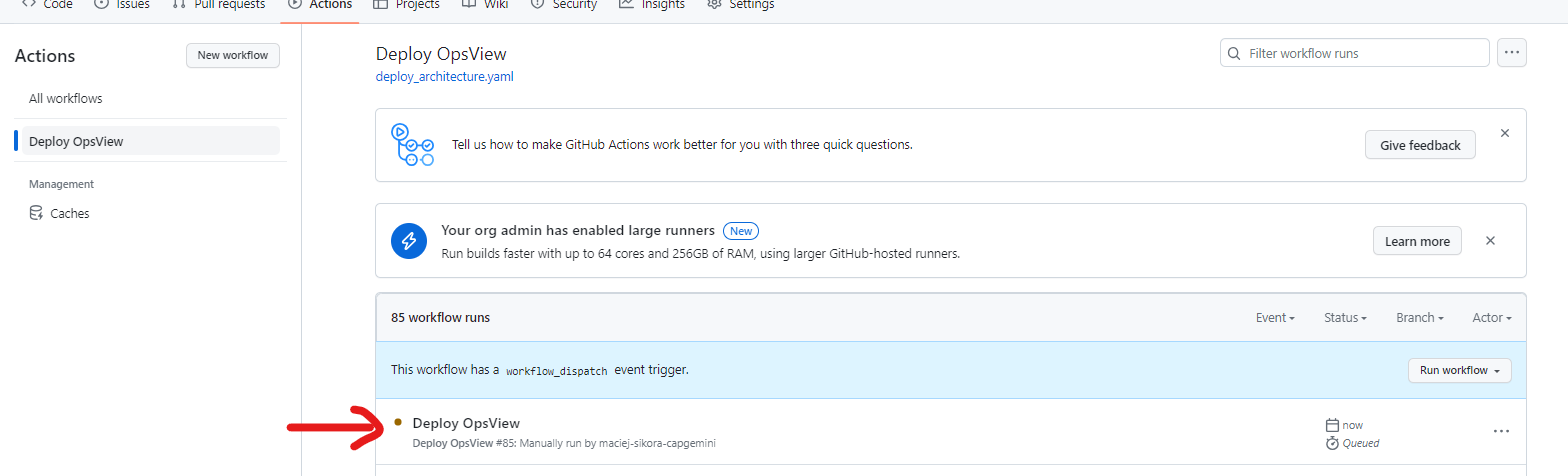 Code Issues Pull requests Actions Projects Wiki Security Insights Settings
Actions
New workflow
All workflows
Deploy OpsView
Management
Caches
Deploy OpsView
deploy_architecture.yaml
Filter workflow runs
Tell us how to make GitHub Actions work better for you with three quick questions.
Give feedback
Your org admin has enabled large runners New
Run builds faster with up to 64 cores and 256GB of RAM, using larger GitHub-hosted runners.
Learn more
85 workflow runs
Event Status Branch Actor
This workflow has a workflow_dispatch event trigger.
Run workflow
Deploy OpsView
Deploy OpsView #85: Manually run by maciej-sikora-capgemini
now
Queued